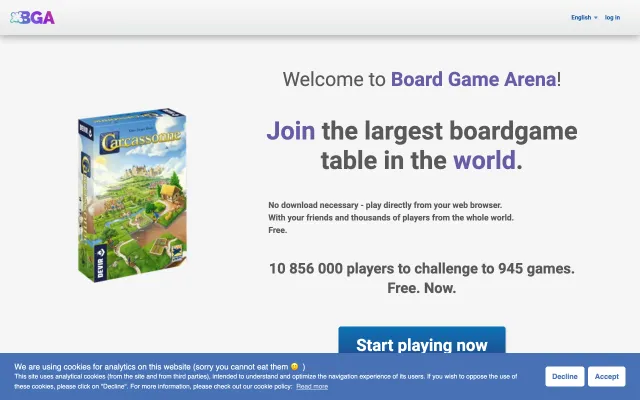 BGA
English
log in
Welcome to Board Game Arena!
Carcassonne
DEVIR
DEVIR
Join the largest boardgame
table in the world.
No download necessary - play directly from your web browser.
With your friends and thousands of players from the whole world.
Free.
10 856 000 players to challenge to 945 games.
Free. Now.
Start playing now
We are using cookies for analytics on this website (sorry you cannot eat them 😅 )
This site uses analytical cookies (from the site and from third parties), intended to understand and optimize the navigation experience of its users. If you wish to oppose the use of
these cookies, please click on "Decline". For more information, please check out our cookie policy: Read more
Decline
Accept